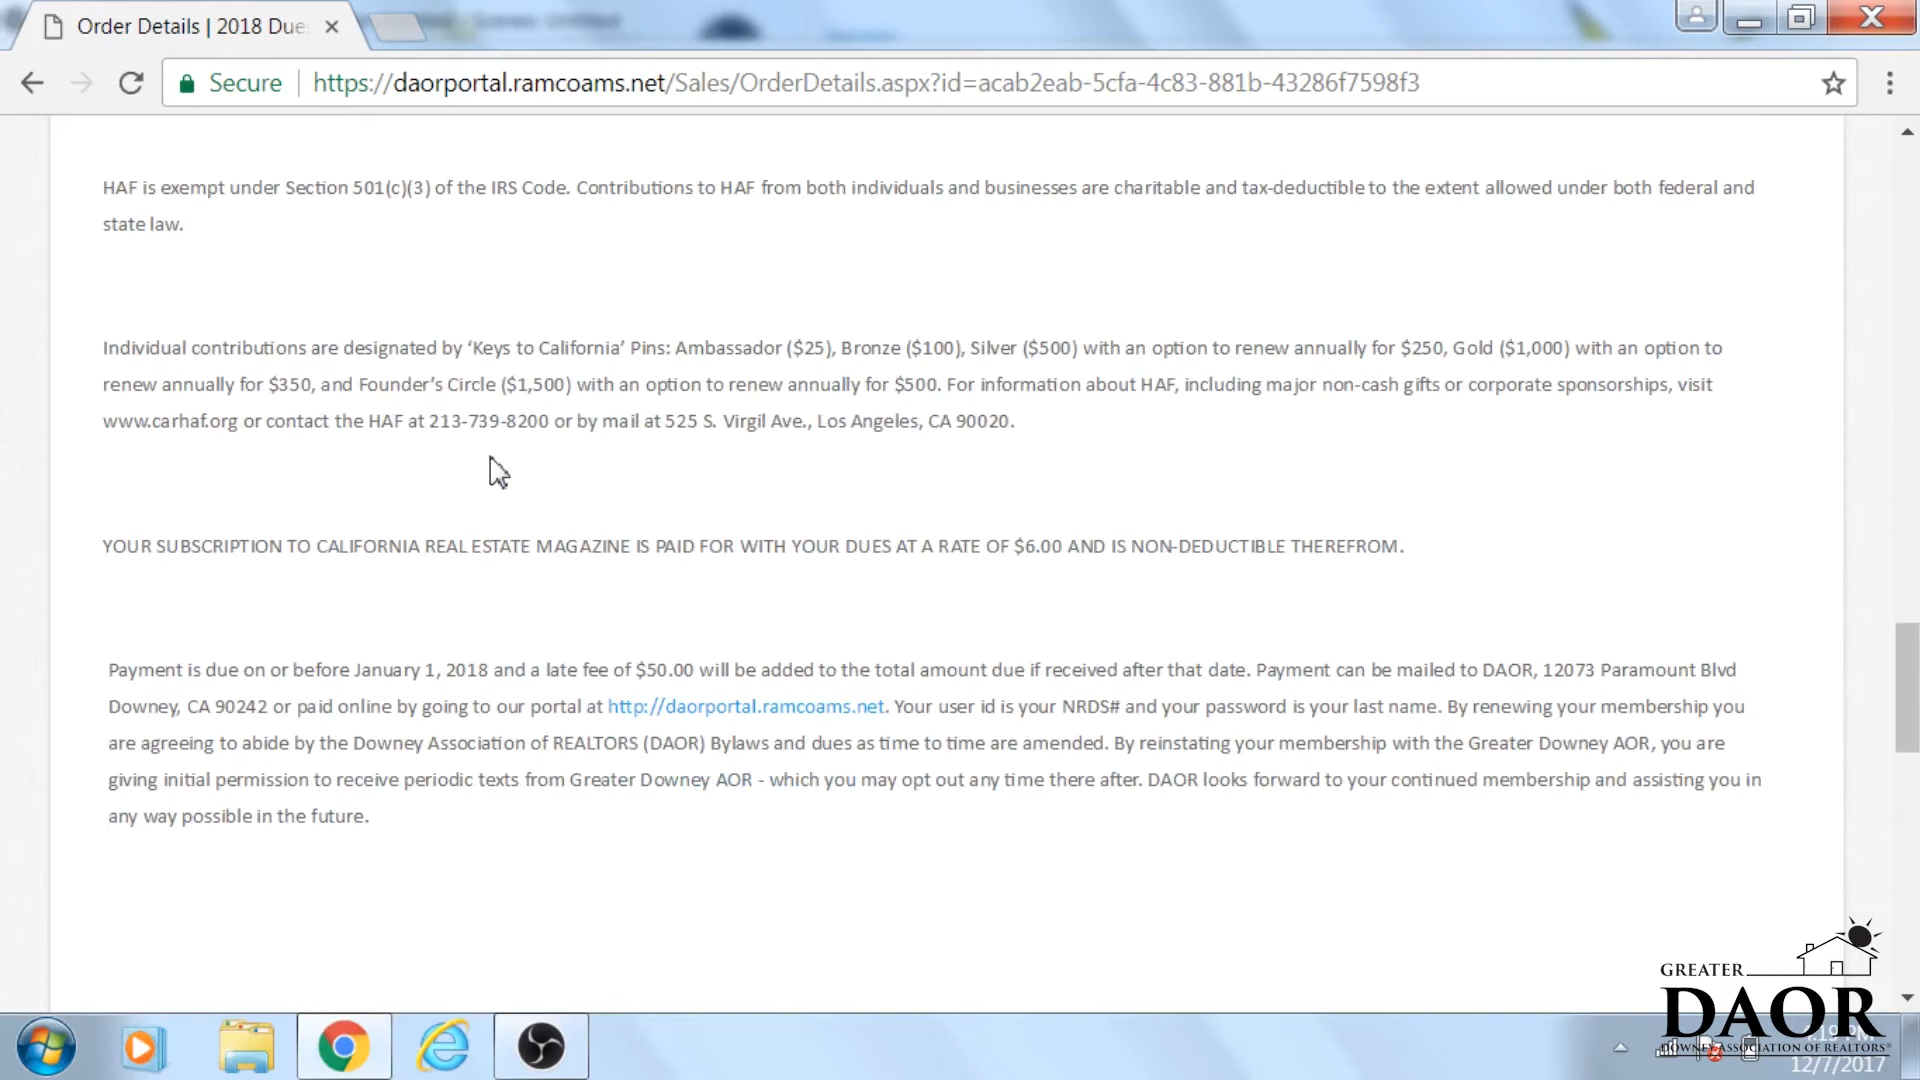 Order Details | 2018 Due
Secure
https://daorportal.ramcoams.net/Sales/OrderDetails.aspx?id=acab2eab-5cfa-4c83-881b-43286f7598f3
HAF is exempt under Section 501(c)(3) of the IRS Code. Contributions to HAF from both individuals and businesses are charitable and tax-deductible to the extent allowed under both federal and
state law.
Individual contributions are designated by ‘Keys to California’ Pins: Ambassador ($25), Bronze ($100), Silver ($500) with an option to renew annually for $250, Gold ($1,000) with an option to
renew annually for $350, and Founder’s Circle ($1,500) with an option to renew annually for $500. For information about HAF, including major non-cash gifts or corporate sponsorships, visit
www.carhaf.org or contact the HAF at 213-739-8200 or by mail at 525 S. Virgil Ave., Los Angeles, CA 90020.
YOUR SUBSCRIPTION TO CALIFORNIA REAL ESTATE MAGAZINE IS PAID FOR WITH YOUR DUES AT A RATE OF $6.00 AND IS NON-DEDUCTIBLE THEREFROM.
Payment is due on or before January 1, 2018 and a late fee of $50.00 will be added to the total amount due if received after that date. Payment can be mailed to DAOR, 12073 Paramount Blvd
Downey, CA 90242 or paid online by going to our portal at http://daorportal.ramcoams.net. Your user id is your NRDS# and your password is your last name. By renewing your membership you
are agreeing to abide by the Downey Association of REALTORS (DAOR) Bylaws and dues as time to time are amended. By reinstating your membership with the Greater Downey AOR, you are
giving initial permission to receive periodic texts from Greater Downey AOR - which you may opt out any time there after. DAOR looks forward to your continued membership and assisting you in
any way possible in the future.
GREATER
DAOR
DOWNEY ASSOCIATION OF REALTORS®
12/7/2017